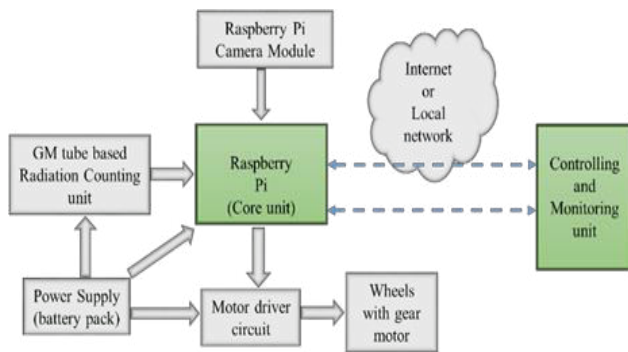 Raspberry Pi
Camera Module
Internet
or
Local
network
GM tube based
Radiation Counting
unit
Raspberry
Pi
(Core unit)
Controlling
and
Monitoring
unit
Power Supply
(battery pack)
Motor driver
circuit
Wheels
with gear
motor